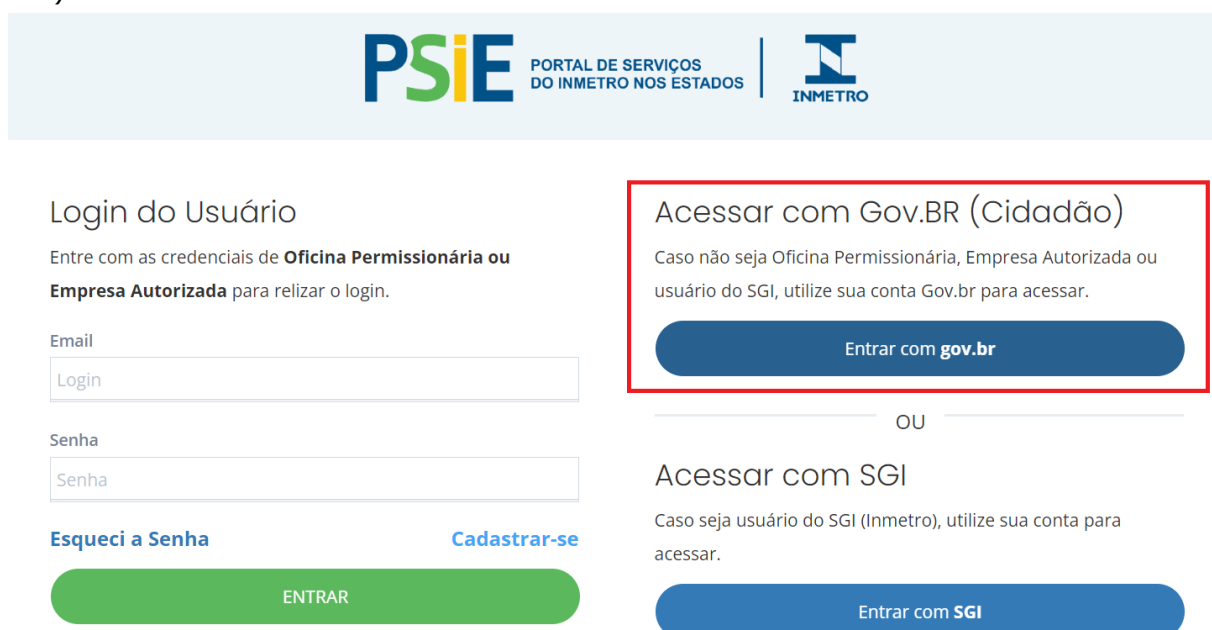 PSiE PORTAL DE SERVIÇOS
DO INMETRO NOS ESTADOS
INMETRO
Login do Usuário
Entre com as credenciais de Oficina Permissionária ou
Empresa Autorizada para relizar o login.
Email
Login
Senha
Senha
Esqueci a Senha
Cadastrar-se
ENTRAR
Acessar com Gov.BR (Cidadão)
Caso não seja Oficina Permissionária, Empresa Autorizada ou
usuário do SGI, utilize sua conta Gov.br para acessar.
Entrar com gov.br
OU
Acessar com SGI
Caso seja usuário do SGI (Inmetro), utilize sua conta para
acessar.
Entrar com SGI